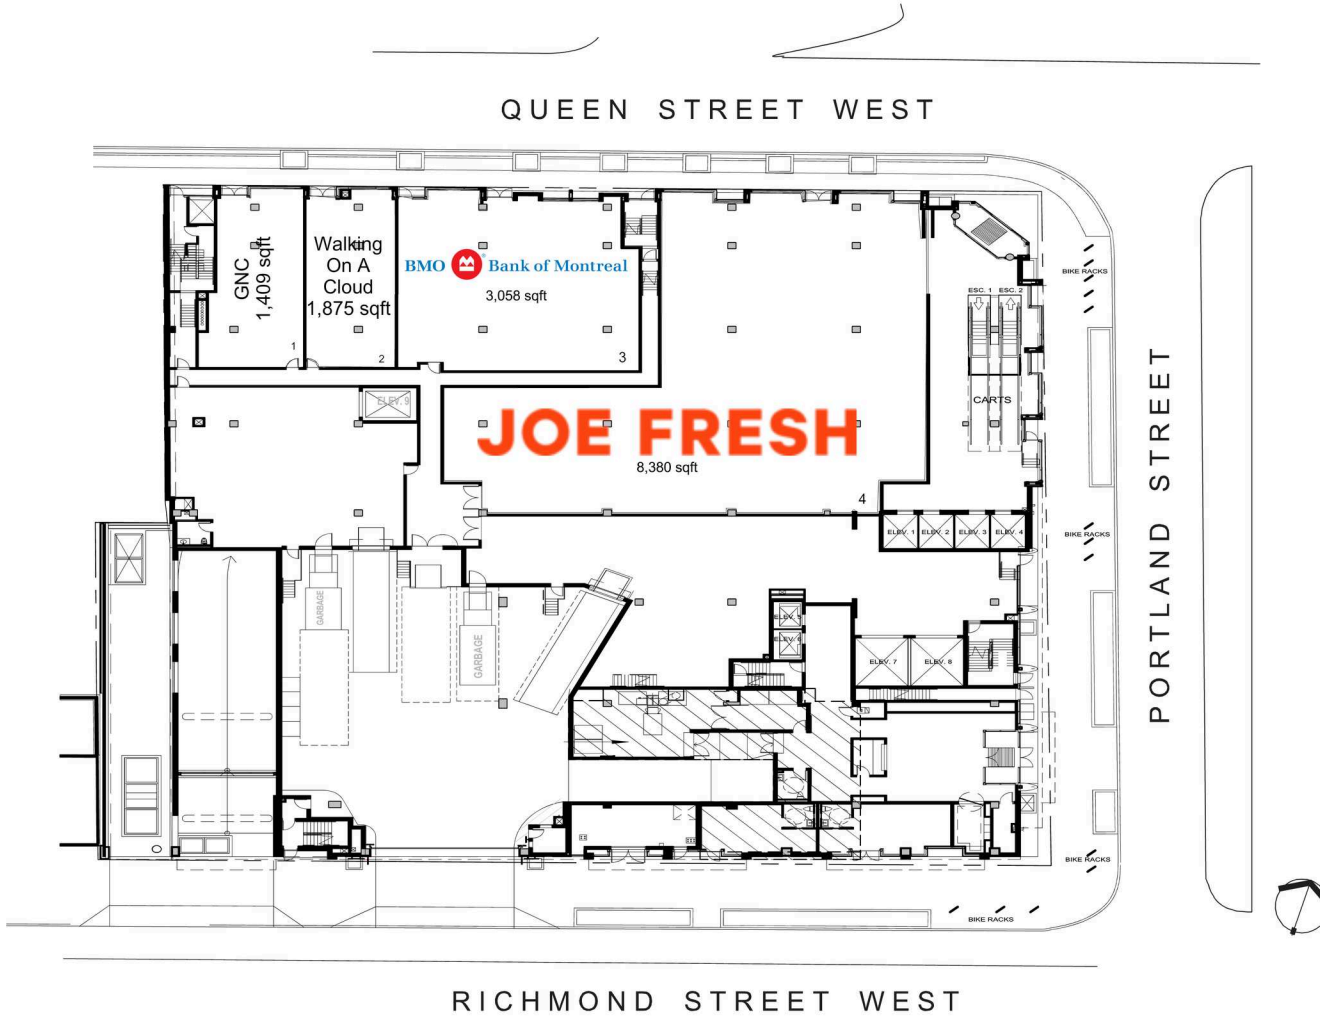 QUEEN STREET WEST
GNC
1,409 sqft
1
Walking
On A
Cloud
1,875 sqft
2
BMO Bank of Montreal
3,058 sqft
3
BIKE RACKS
ESC. 1 ESC. 2
CARTS
ELEV. 9
JOE FRESH
8,380 sqft
4
ELEV. 1 ELEV. 2 ELEV. 3 ELEV. 4
BIKE RACKS
PORTLAND STREET
GARBAGE
GARBAGE
ELEV. 6
ELEV. 7 ELEV. 8
BIKE RACKS
BIKE RACKS
RICHMOND STREET WEST